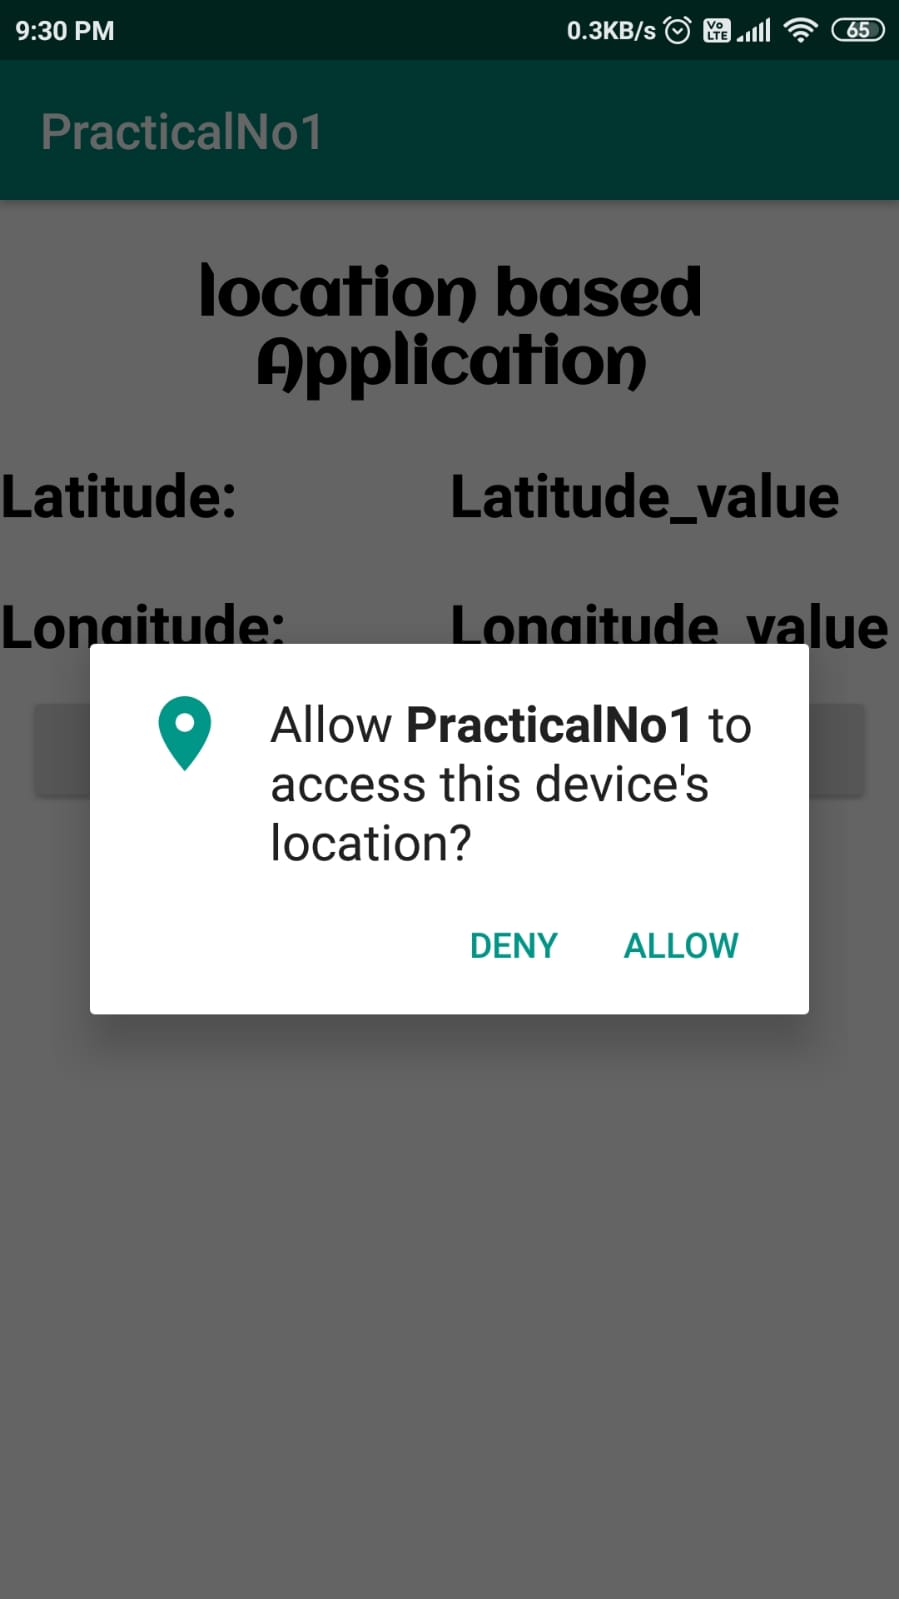 9:30 PM 0.3KB/s Vo LTE 65
PracticalNo1
location based
Application
Latitude: Latitude_value
Longitude: Longitude_value
Allow PracticalNo1 to
access this device's
location?
DENY ALLOW